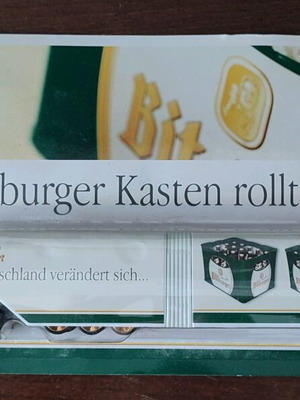 Bit
burger Kasten rollt
schland verändert sich...